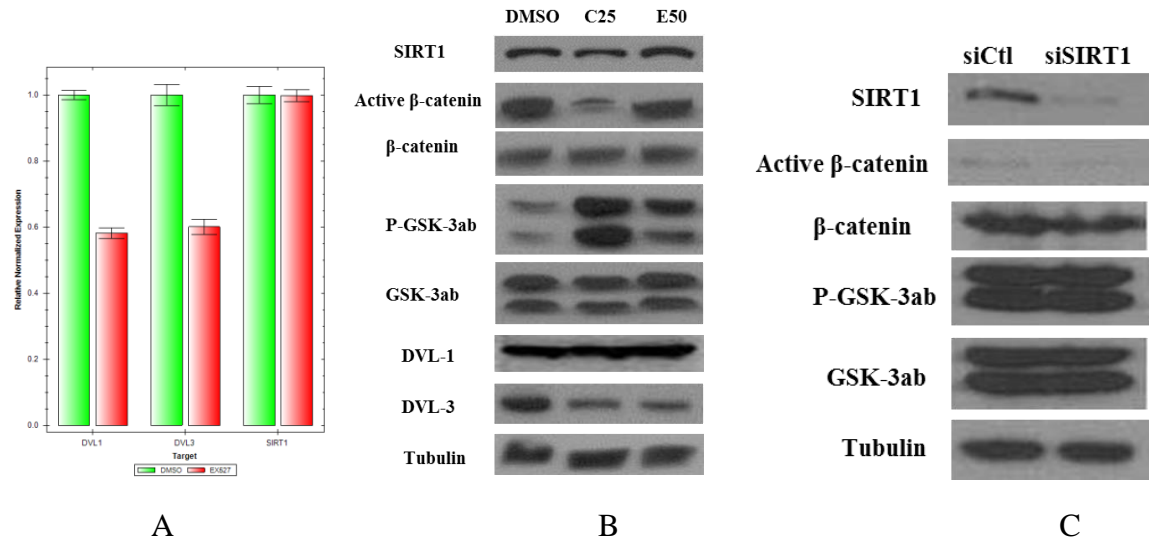 Relative Normalized Expression
1.0
0.8
0.6
0.4
0.2
0.0
DVL1 DVL3 SIRT1
Target
DMSO EX627
A
DMSO C25 E50
SIRT1
Active β-catenin
β-catenin
P-GSK-3ab
GSK-3ab
DVL-1
DVL-3
Tubulin
B
siCtl siSIRT1
SIRT1
Active β-catenin
β-catenin
P-GSK-3ab
GSK-3ab
Tubulin
C